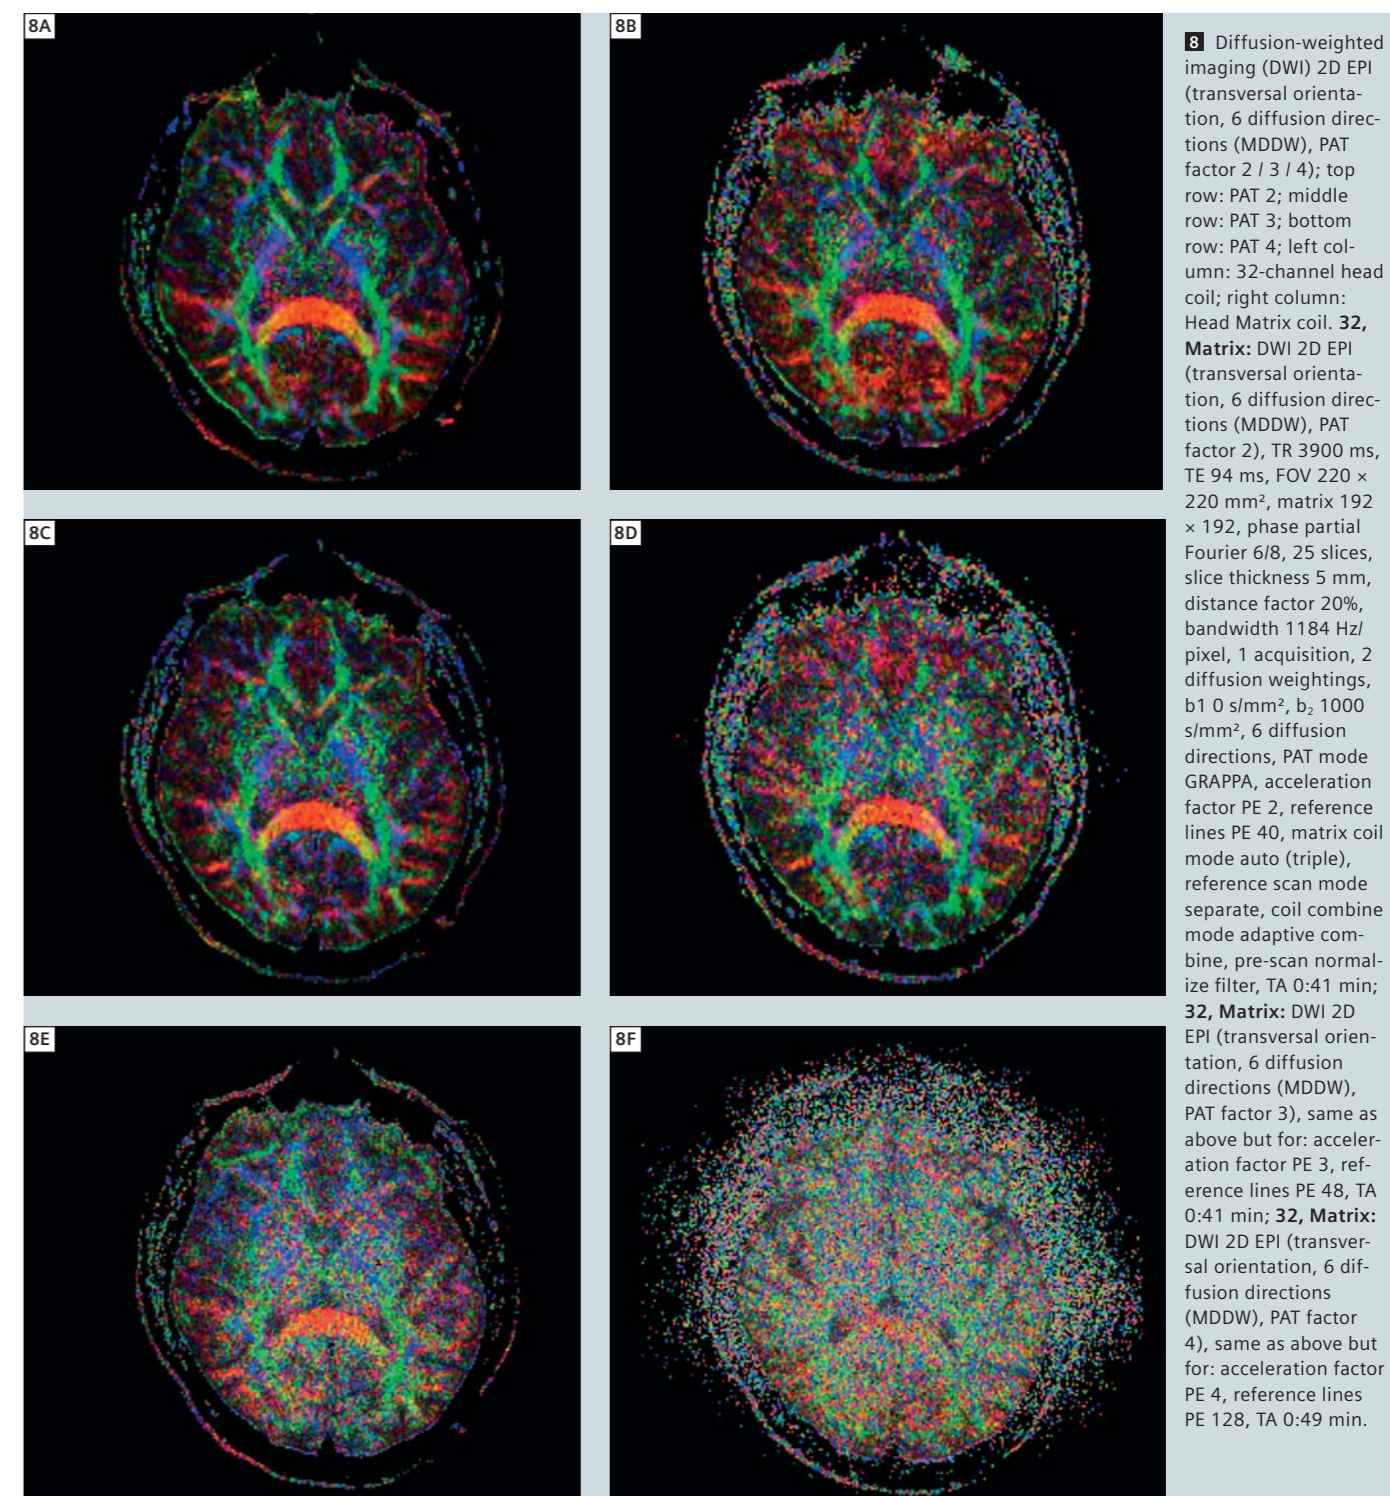 8A
8B
8 Diffusion-weighted
imaging (DWI) 2D EPI
(transversal orienta-
tion, 6 diffusion direc-
tions (MDDW), PAT
factor 2 / 3 / 4); top
row: PAT 2; middle
row: PAT 3; bottom
row: PAT 4; left col-
umn: 32-channel head
coil; right column:
Head Matrix coil. 32,
Matrix: DWI 2D EPI
(transversal orienta-
tion, 6 diffusion direc-
tions (MDDW), PAT
factor 2), TR 3900 ms,
TE 94 ms, FOV 220 ×
220 mm², matrix 192
× 192, phase partial
Fourier 6/8, 25 slices,
slice thickness 5 mm,
distance factor 20%,
bandwidth 1184 Hz/
pixel, 1 acquisition, 2
diffusion weightings,
b1 0 s/mm², b₂ 1000
s/mm², 6 diffusion
directions, PAT mode
GRAPPA, acceleration
factor PE 2, reference
lines PE 40, matrix coil
mode auto (triple),
reference scan mode
separate, coil combine
mode adaptive com-
bine, pre-scan normal-
ize filter, TA 0:41 min;
32, Matrix: DWI 2D
EPI (transversal orien-
tation, 6 diffusion
directions (MDDW),
PAT factor 3), same as
above but for: acceler-
ation factor PE 3, ref-
erence lines PE 48, TA
0:41 min; 32, Matrix:
DWI 2D EPI (transver-
sal orientation, 6 dif-
fusion directions
(MDDW), PAT factor
4), same as above but
for: acceleration factor
PE 4, reference lines
PE 128, TA 0:49 min.
8C
8D
8E
8F